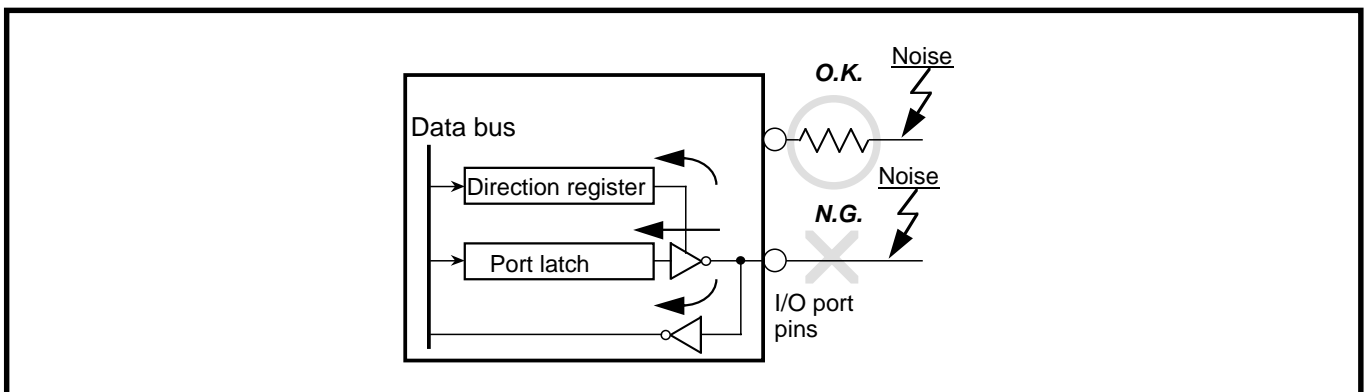 Noise
O.K.
Data bus
Noise
Direction register
N.G.
Port latch
I/O port
pins